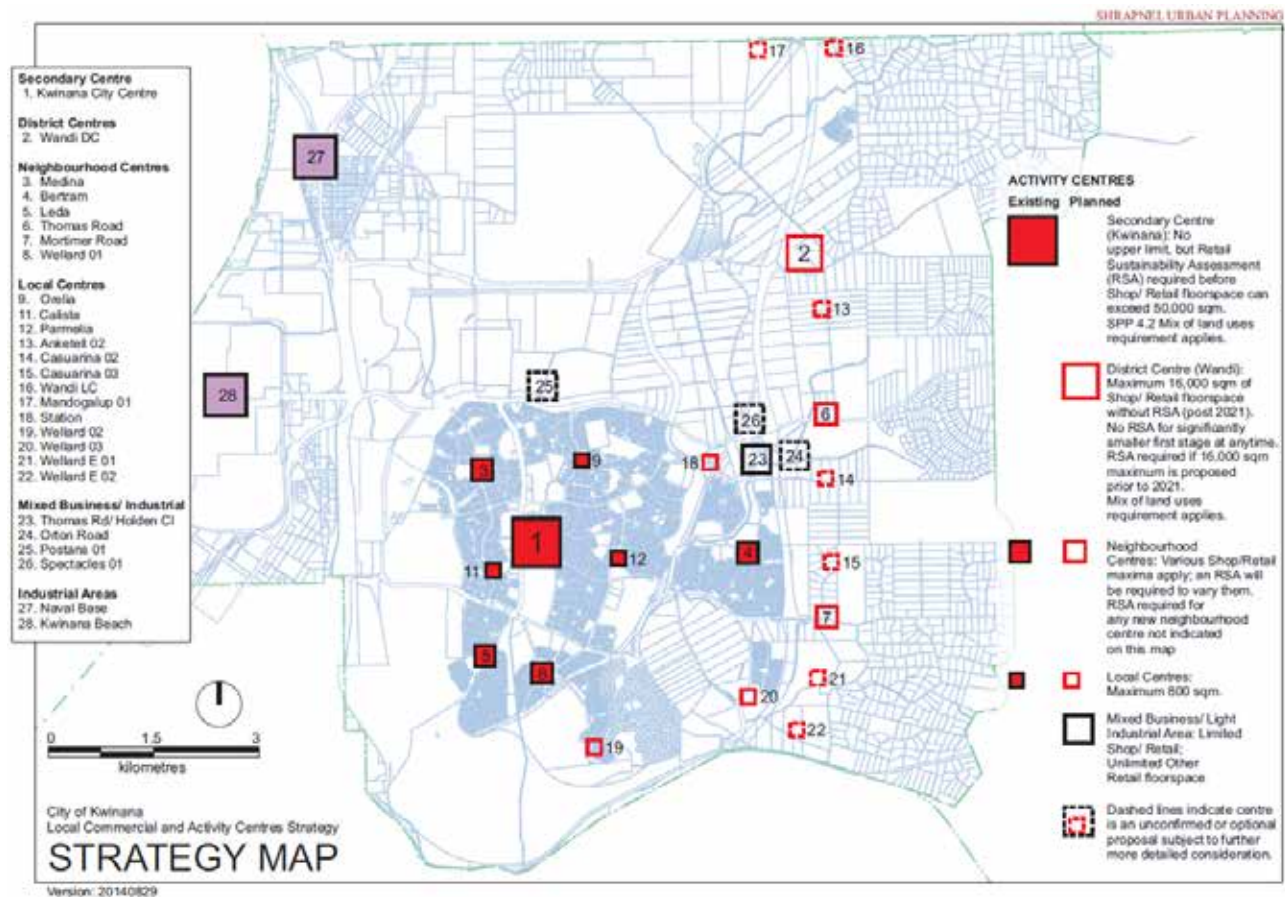 SHRAPNEL URBAN PLANNING
Secondary Centre
1. Kwinana City Centre
District Centres
2. Wandi DC
Neighbourhood Centres
3. Medina
4. Bertram
5. Leda
6. Thomas Road
7. Mortimer Road
8. Wellard 01
Local Centres
9. Orelia
11. Calista
12. Parmelia
13. Anketell 02
14. Casuarina 02
15. Casuarina 03
16. Wandi LC
17. Mandogalup 01
18. Station
19. Wellard 02
20. Wellard 03
21. Wellard E 01
22. Wellard E 02
Mixed Business/ Industrial
23. Thomas Rd/ Holden Cl
24. Orton Road
25. Postans 01
26. Spectacles 01
Industrial Areas
27. Naval Base
28. Kwinana Beach
17
16
27
2
13
28
25
6
26
3
9
18
23
24
14
1
4
11
12
15
7
5
8
21
20
22
19
ACTIVITY CENTRES
Existing Planned
Secondary Centre
(Kwinana): No
upper limit, but Retail
Sustainability Assessment
(RSA) required before
Shop/ Retail floorspace can
exceed 50,000 sqm.
SPP 4.2 Mix of land uses
requirement applies.
District Centre (Wandi):
Maximum 16,000 sqm of
Shop/ Retail floorspace
without RSA (post 2021).
No RSA for significantly
smaller first stage at anytime.
RSA required if 16,000 sqm
maximum is proposed
prior to 2021.
Mix of land uses
requirement applies.
Neighbourhood
Centres: Various Shop/Retail
maxima apply; an RSA will
be required to vary them.
RSA required for
any new neighbourhood
centre not indicated
on this map
Local Centres:
Maximum 800 sqm.
Mixed Business/ Light
Industrial Area: Limited
Shop/ Retail;
Unlimited Other
Retail floorspace
Dashed lines indicate centre
is an unconfirmed or optional
proposal subject to further
more detailed consideration.
0 1.5 3
kilometres
City of Kwinana
Local Commercial and Activity Centres Strategy
STRATEGY MAP
Version: 20140829